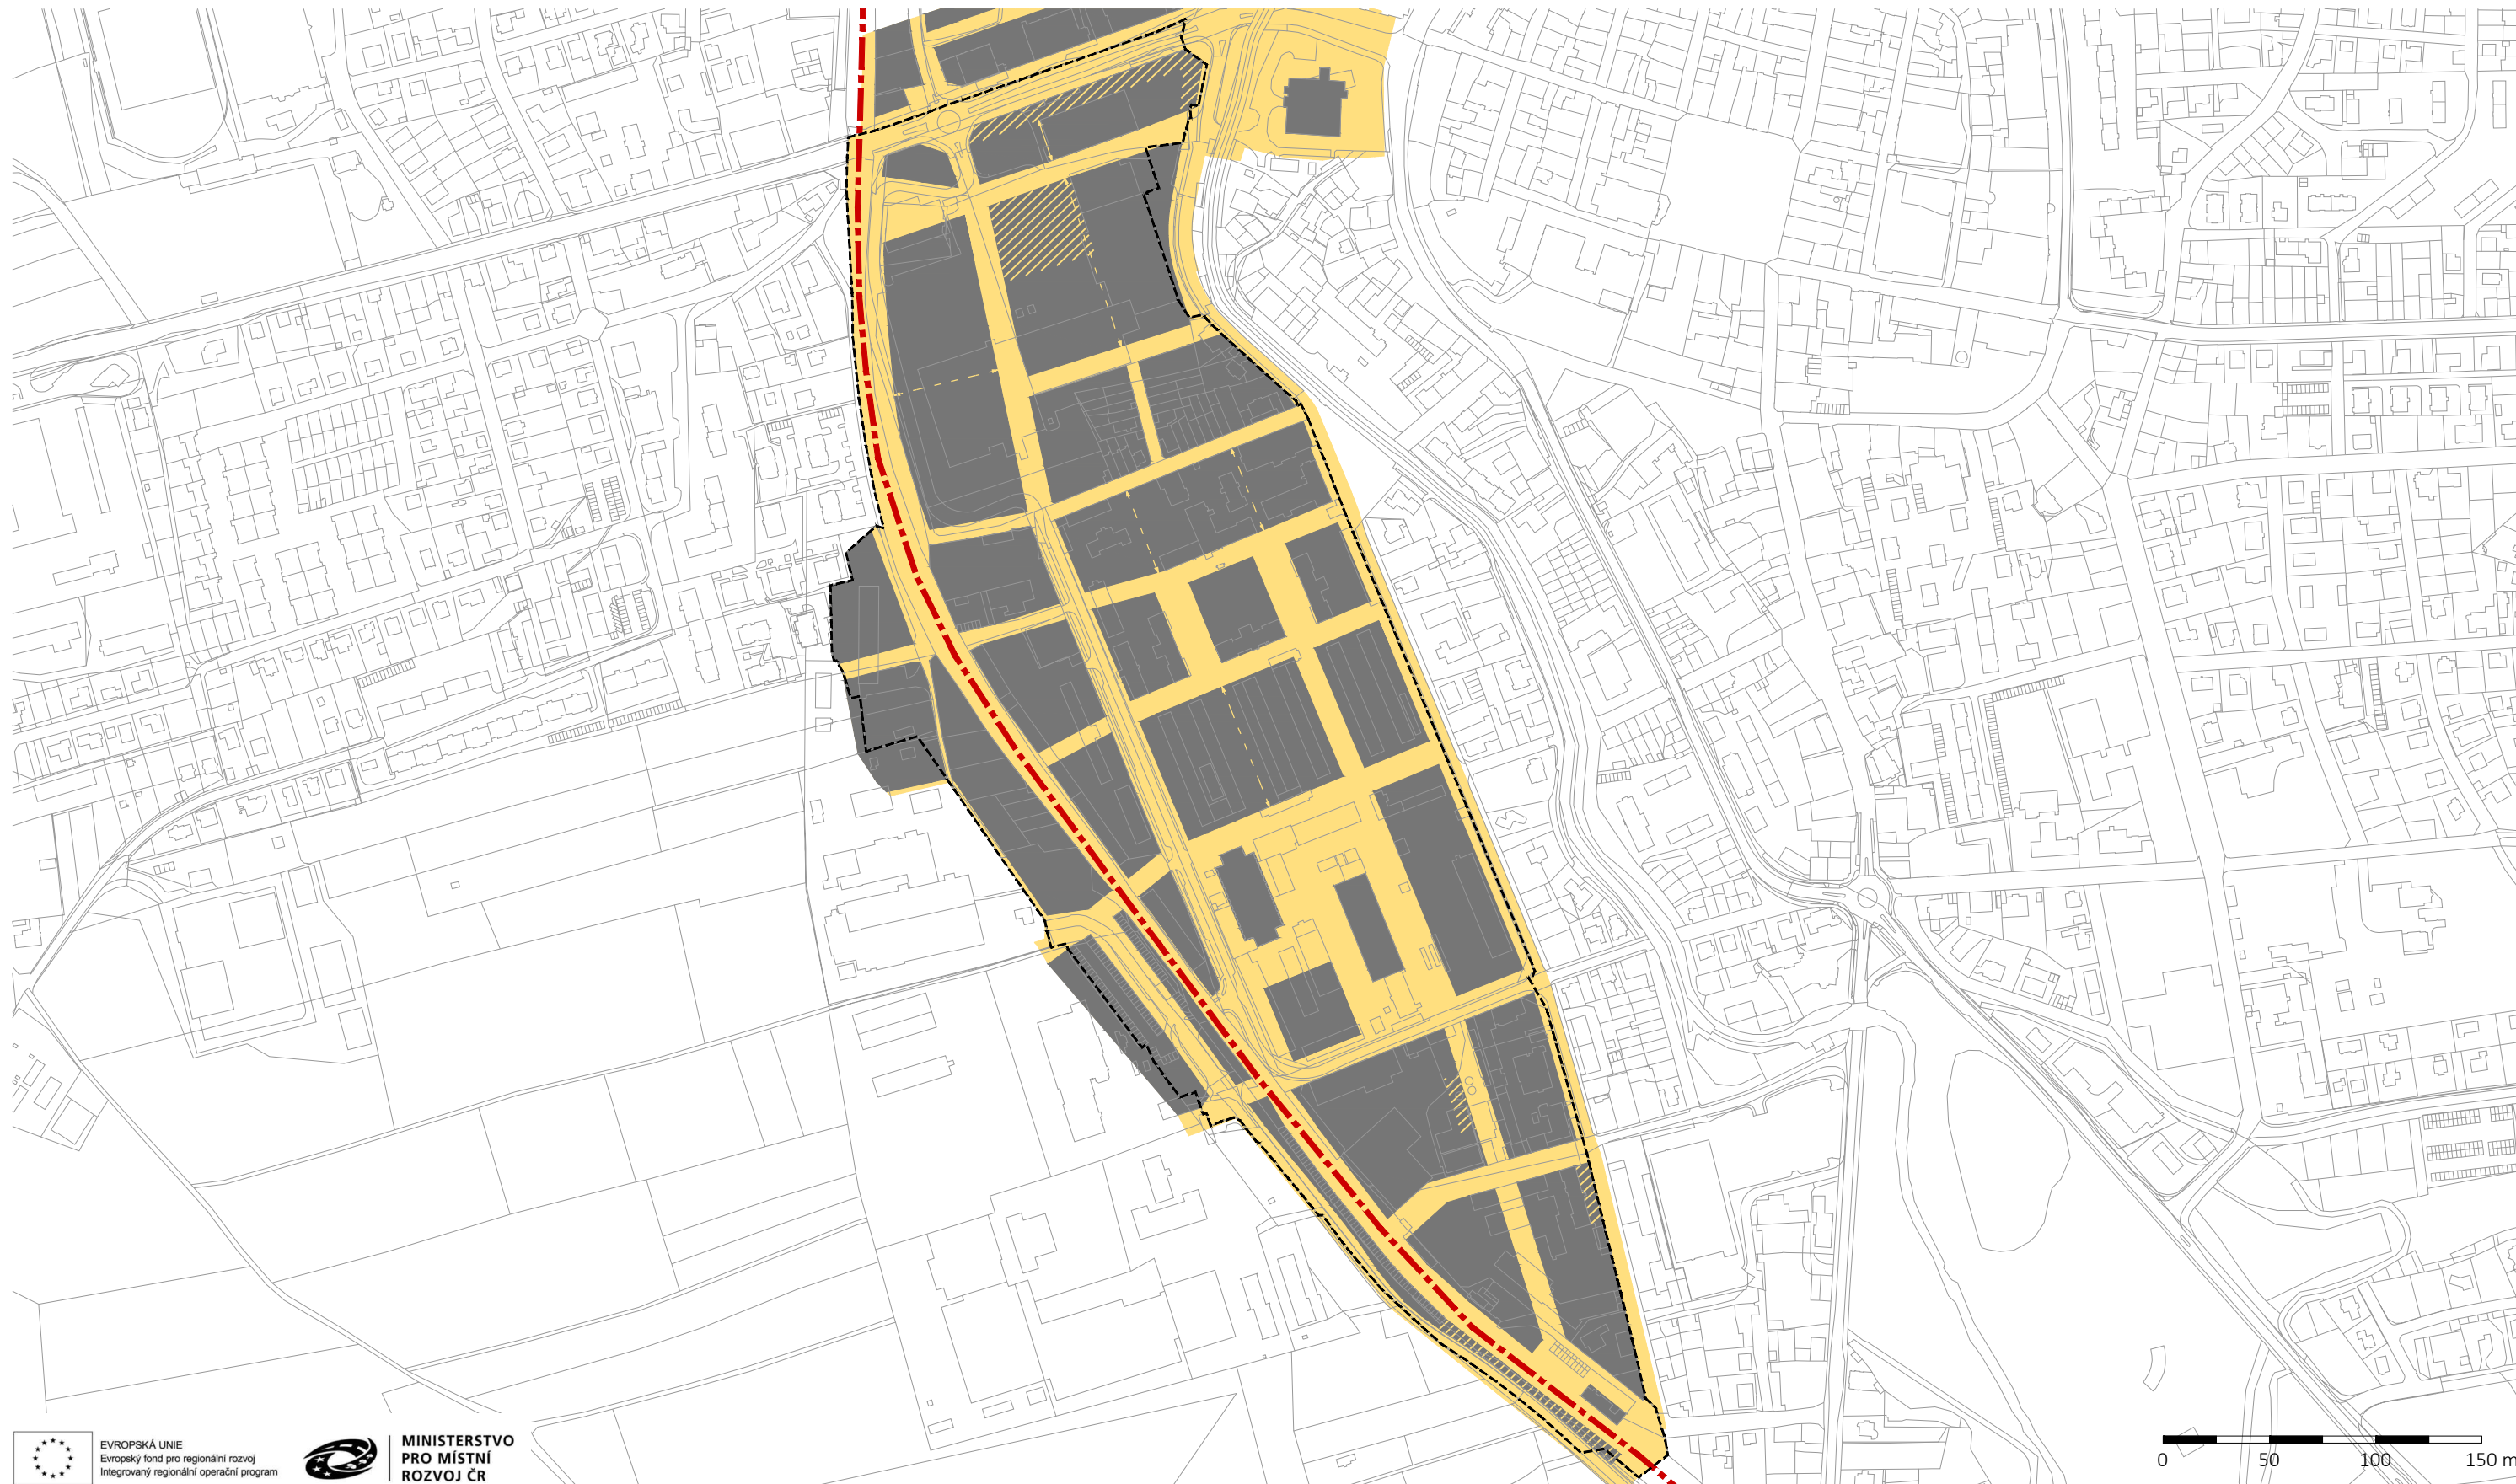 EVROPSKÁ UNIE
Evropský fond pro regionální rozvoj
Integrovaný regionální operační program
MINISTERSTVO
PRO MÍSTNÍ
ROZVOJ ČR
0 50 100 150 m